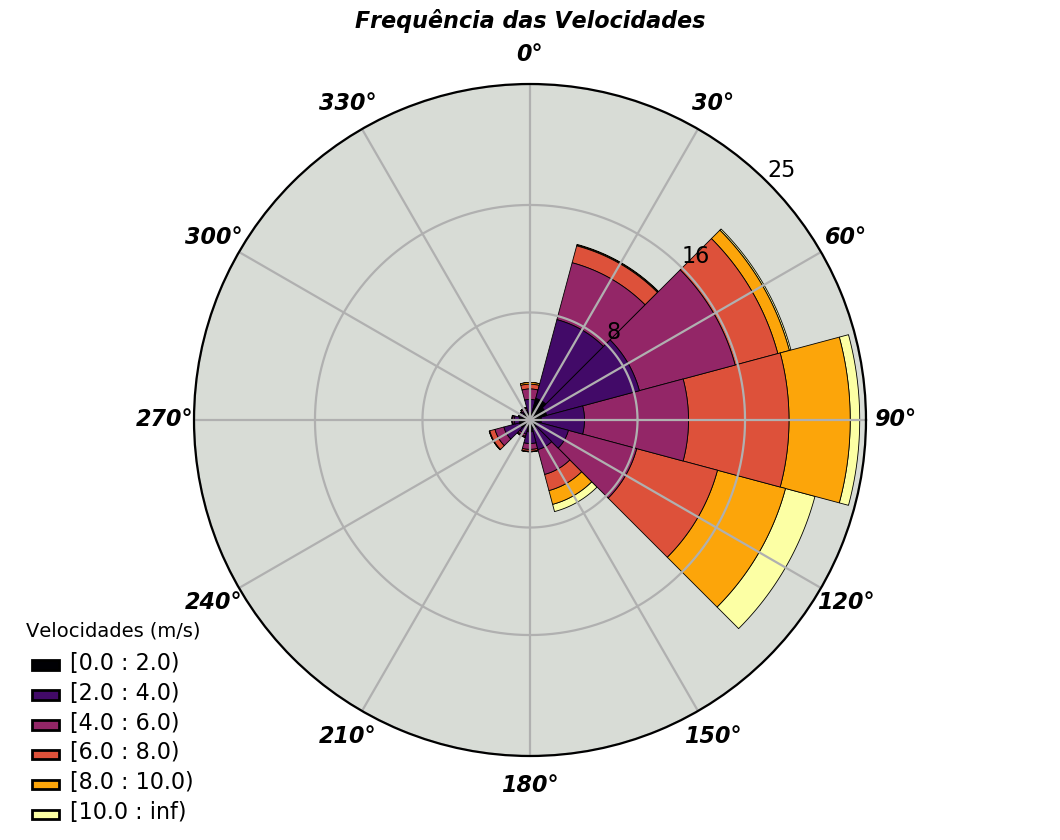 Frequência das Velocidades
0°
330°
30°
25
300°
60°
16
8
270°
90°
240°
120°
210°
150°
180°
Velocidades (m/s)
[0.0 : 2.0)
[2.0 : 4.0)
[4.0 : 6.0)
[6.0 : 8.0)
[8.0 : 10.0)
[10.0 : inf)